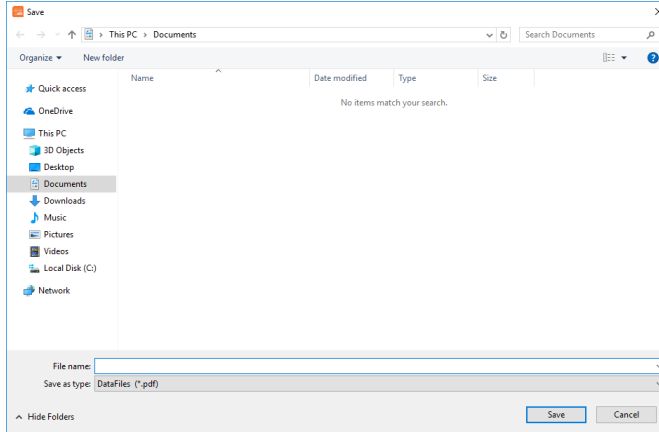 Save
This PC > Documents
Search Documents
Organize
New folder
Name
Date modified
Type
Size
No items match your search.
Quick access
OneDrive
This PC
3D Objects
Desktop
Documents
Downloads
Music
Pictures
Videos
Local Disk (C:)
Network
File name:
Save as type: DataFiles (*.pdf)
Hide Folders
Save
Cancel